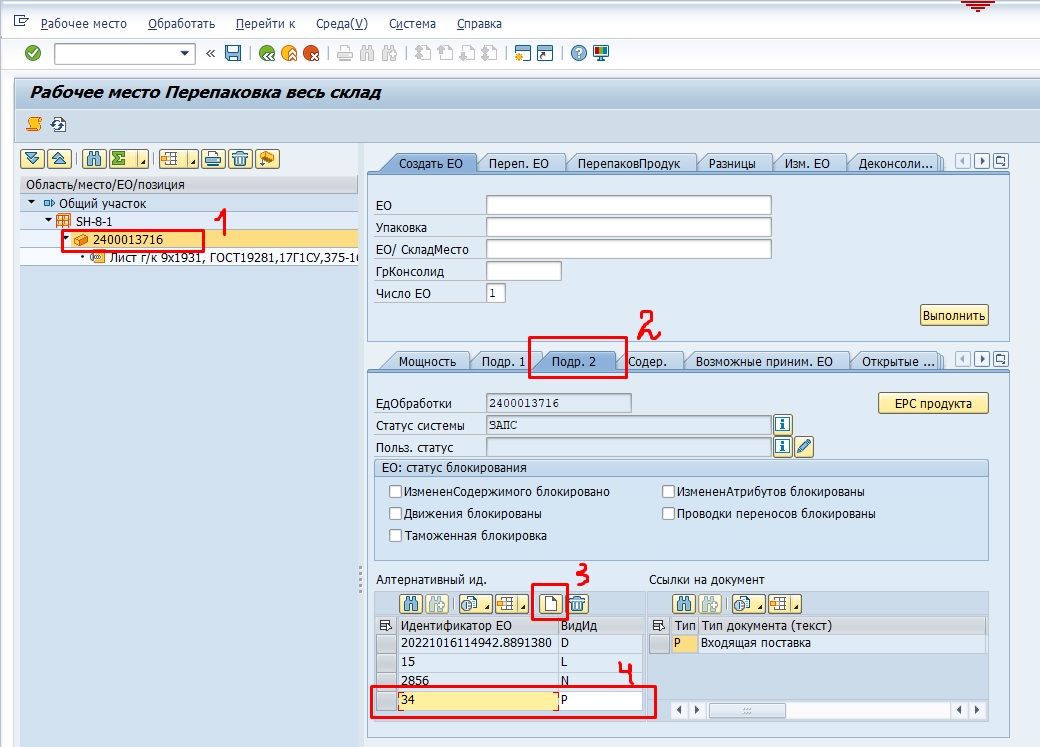 Рабочее место Обработать Перейти к Среда(V) Система Справка
Рабочее место Перепаковка весь склад
Область/место/ЕО/позиция
Общий участок
SH-8-1
2400013716
1
Лист г/к 9х1931, ГОСТ19281,17Г1СУ,375-10
Создать ЕО Переп. ЕО ПерепаковПродук Разницы Изм. ЕО Деконсоли...
ЕО
Упаковка
ЕО/ СкладМесто
ГрКонсолид
Число ЕО 1
Выполнить
2
Мощность Подр. 1 Подр. 2 Содер. Возможные приним. ЕО Открытые ...
ЕдОбработки 2400013716 EPC продукта
Статус системы ЗАПС
Польз. статус
ЕО: статус блокирования
ИзмененСодержимого блокировано ИзмененАтрибутов блокированы
Движения блокированы Проводки переносов блокированы
Таможенная блокировка
3
Алтернативный ид. Ссылки на документ
Идентификатор ЕО ВидИд Тип Тип документа (текст)
20221016114942.8891380 D P Входящая поставка
15 L
2856 N
4
34 P